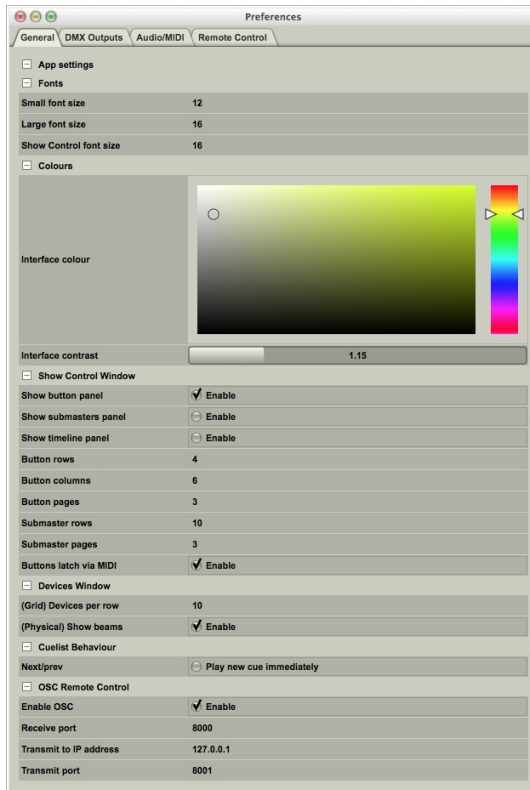 Preferences
General DMX Outputs Audio/MIDI Remote Control
App settings
Fonts
Small font size 12
Large font size 16
Show Control font size 16
Colours
Interface colour
Interface contrast 1.15
Show Control Window
Show button panel Enable
Show submasters panel Enable
Show timeline panel Enable
Button rows 4
Button columns 6
Button pages 3
Submaster rows 10
Submaster pages 3
Buttons latch via MIDI Enable
Devices Window
(Grid) Devices per row 10
(Physical) Show beams Enable
Cuelist Behaviour
Next/prev Play new cue immediately
OSC Remote Control
Enable OSC Enable
Receive port 8000
Transmit to IP address 127.0.0.1
Transmit port 8001